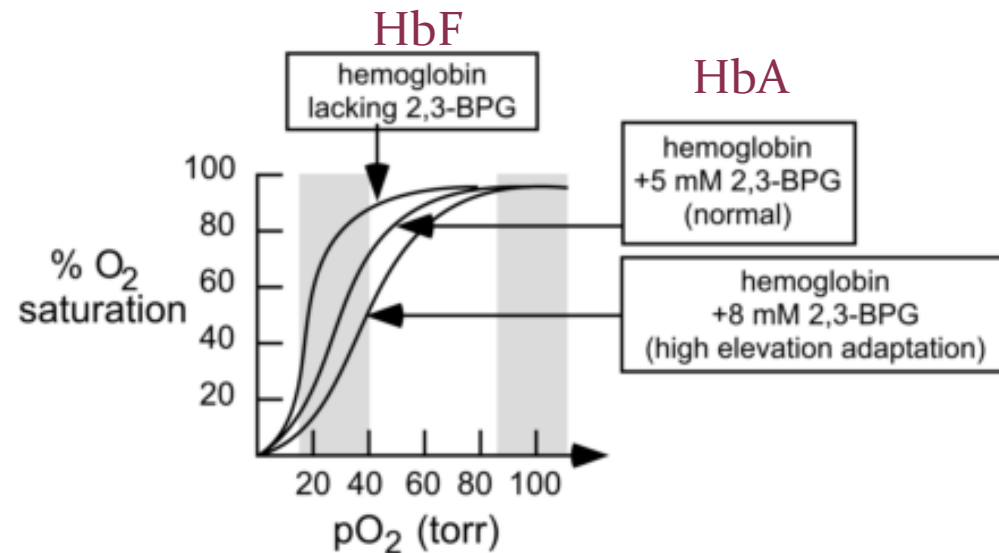 HbF
hemoglobin
lacking 2,3-BPG
HbA
hemoglobin
+5 mM 2,3-BPG
(normal)
hemoglobin
+8 mM 2,3-BPG
(high elevation adaptation)
% O₂
saturation
100
80
60
40
20
20 40 60 80 100
pO₂ (torr)